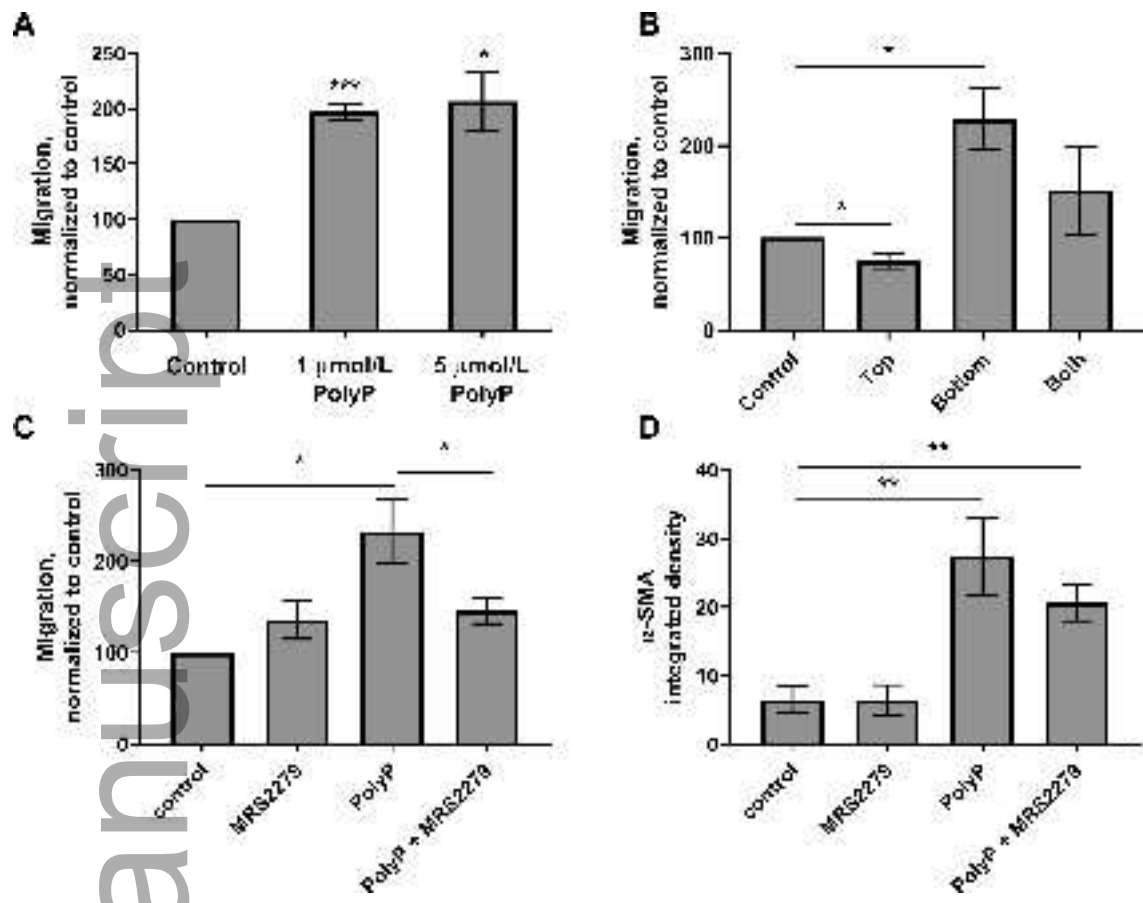 A
Migration,
normalized to control
250
200
150
100
50
0
***
*
Control
1 µmol/L
PolyP
5 µmol/L
PolyP
B
Migration,
normalized to control
300
200
100
0
*
*
Control
Top
Bottom
Both
C
Migration,
normalized to control
300
200
100
0
*
*
control
MRS2279
PolyP
PolyP + MRS2279
D
α-SMA
integrated density
40
30
20
10
0
**
**
control
MRS2279
PolyP
PolyP + MRS2279
anuscript